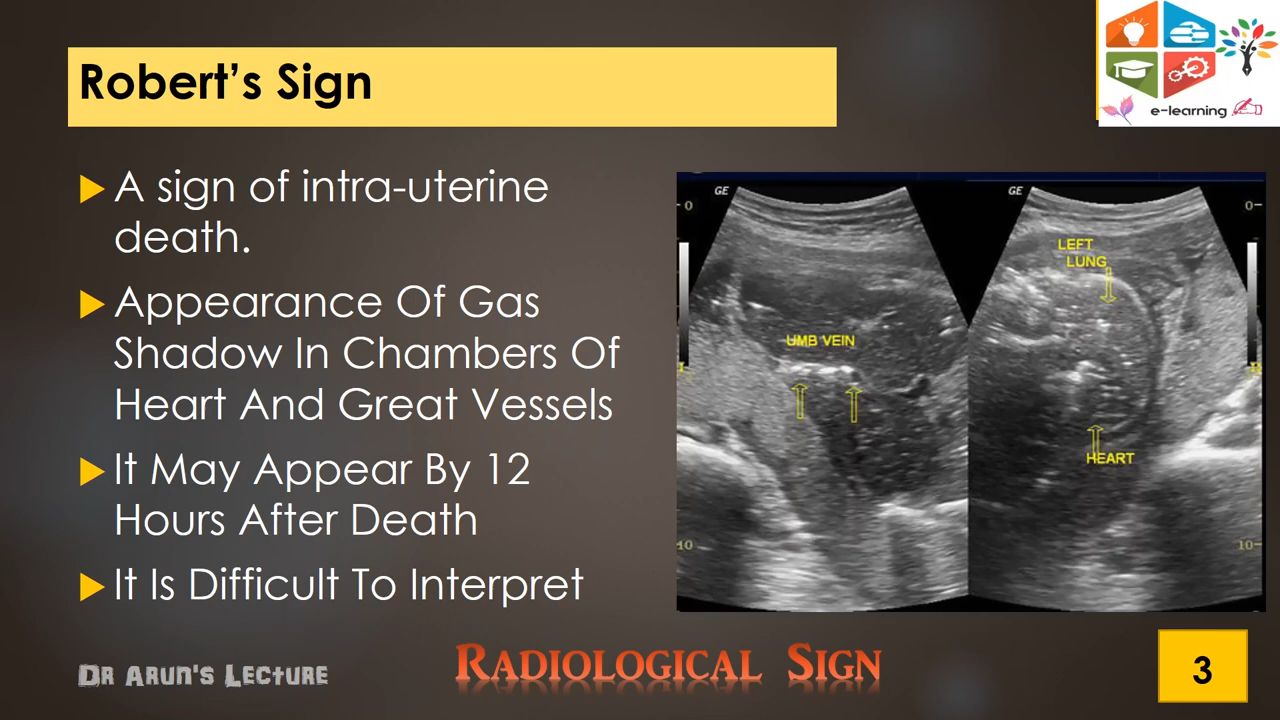 Robert’s Sign
e-learning
A sign of intra-uterine
death.
Appearance Of Gas
Shadow In Chambers Of
Heart And Great Vessels
It May Appear By 12
Hours After Death
It Is Difficult To Interpret
GE
0
UMB VEIN
10
GE
0
LEFT
LUNG
HEART
10
Dr Arun's Lecture
Radiological Sign
3